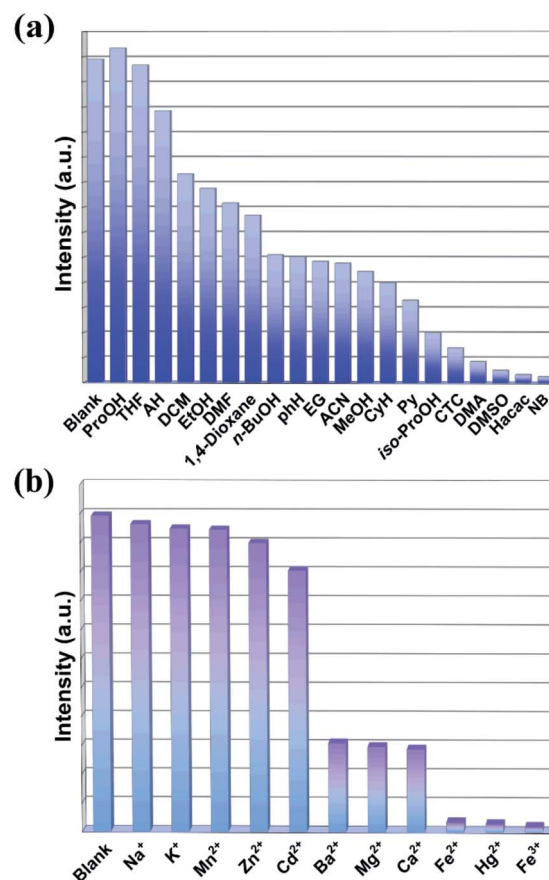 (a)
Intensity (a.u.)
Blank
ProOH
THF
AH
DCM
EtOH
DMF
1,4-Dioxane
n-BuOH
phH
EG
ACN
MeOH
CyH
Py
iso-ProOH
CTC
DMA
DMSO
Hacac
NB
(b)
Intensity (a.u.)
Blank
Na⁺
K⁺
Mn²⁺
Zn²⁺
Cd²⁺
Ba²⁺
Mg²⁺
Ca²⁺
Fe²⁺
Hg²⁺
Fe³⁺